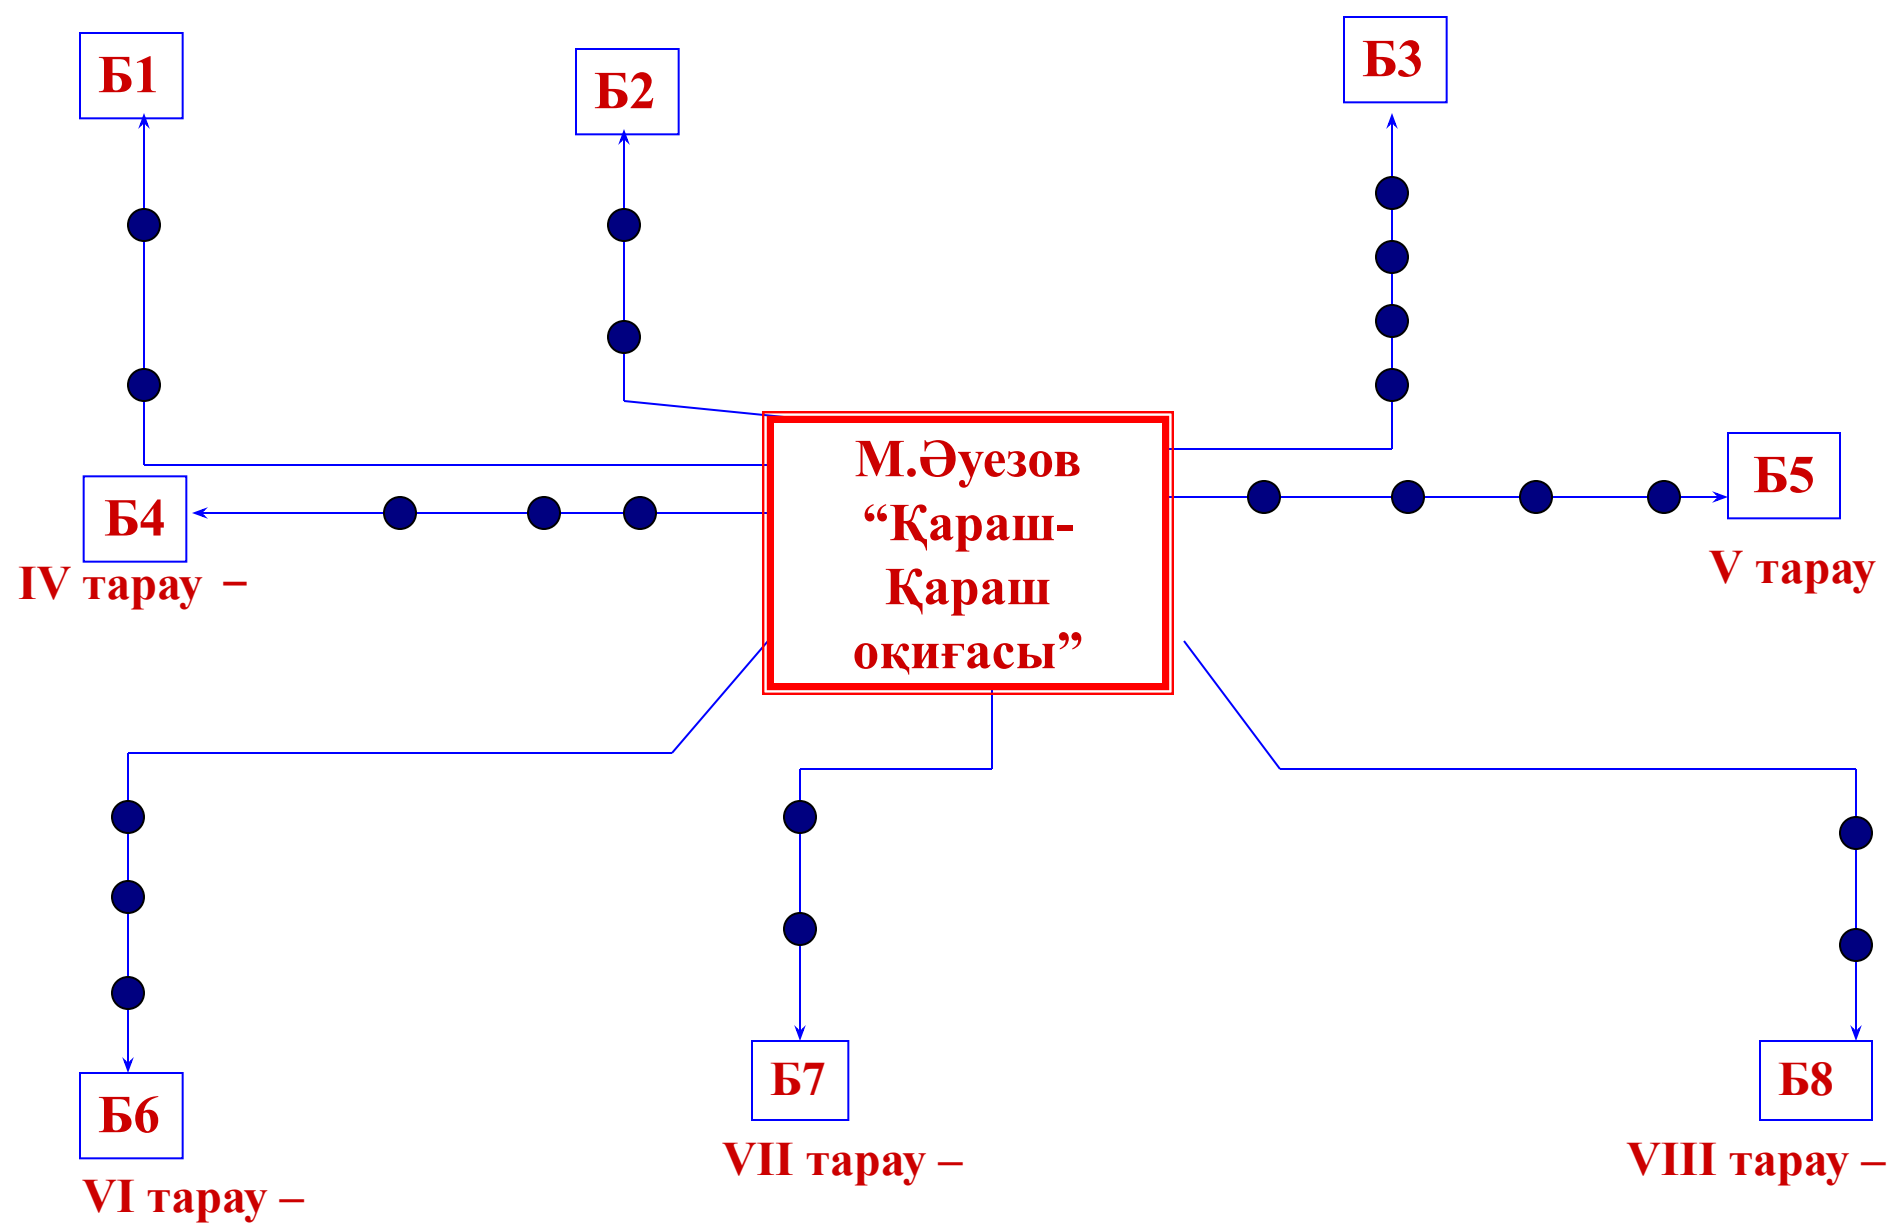 Б1
Б2
Б3
М.Әуезов
“Қараш-
Қараш
оқиғасы”
Б4
IV тарау –
Б5
V тарау
Б6
VI тарау –
Б7
VII тарау –
Б8
VIII тарау –